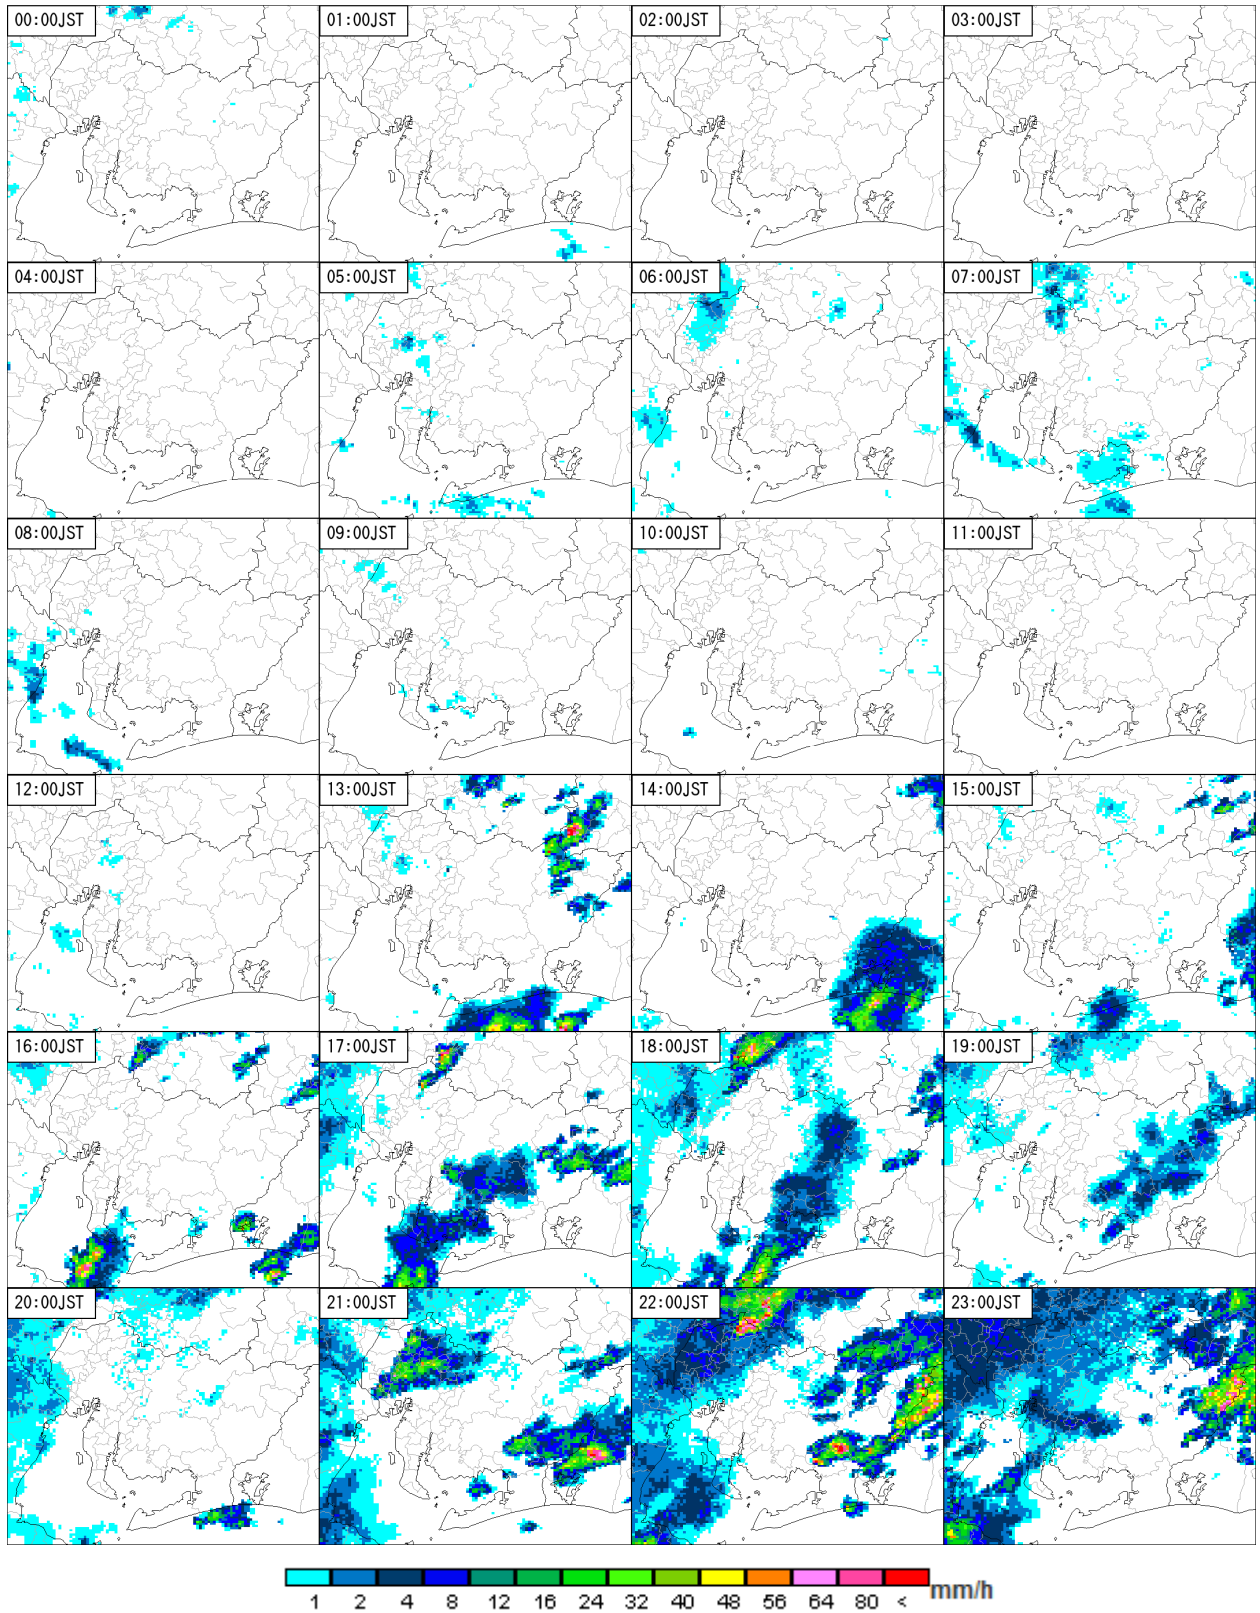 00:00JST 01:00JST 02:00JST 03:00JST
04:00JST 05:00JST 06:00JST 07:00JST
08:00JST 09:00JST 10:00JST 11:00JST
12:00JST 13:00JST 14:00JST 15:00JST
16:00JST 17:00JST 18:00JST 19:00JST
20:00JST 21:00JST 22:00JST 23:00JST
mm/h
1 2 4 8 12 16 24 32 40 48 56 64 80 <